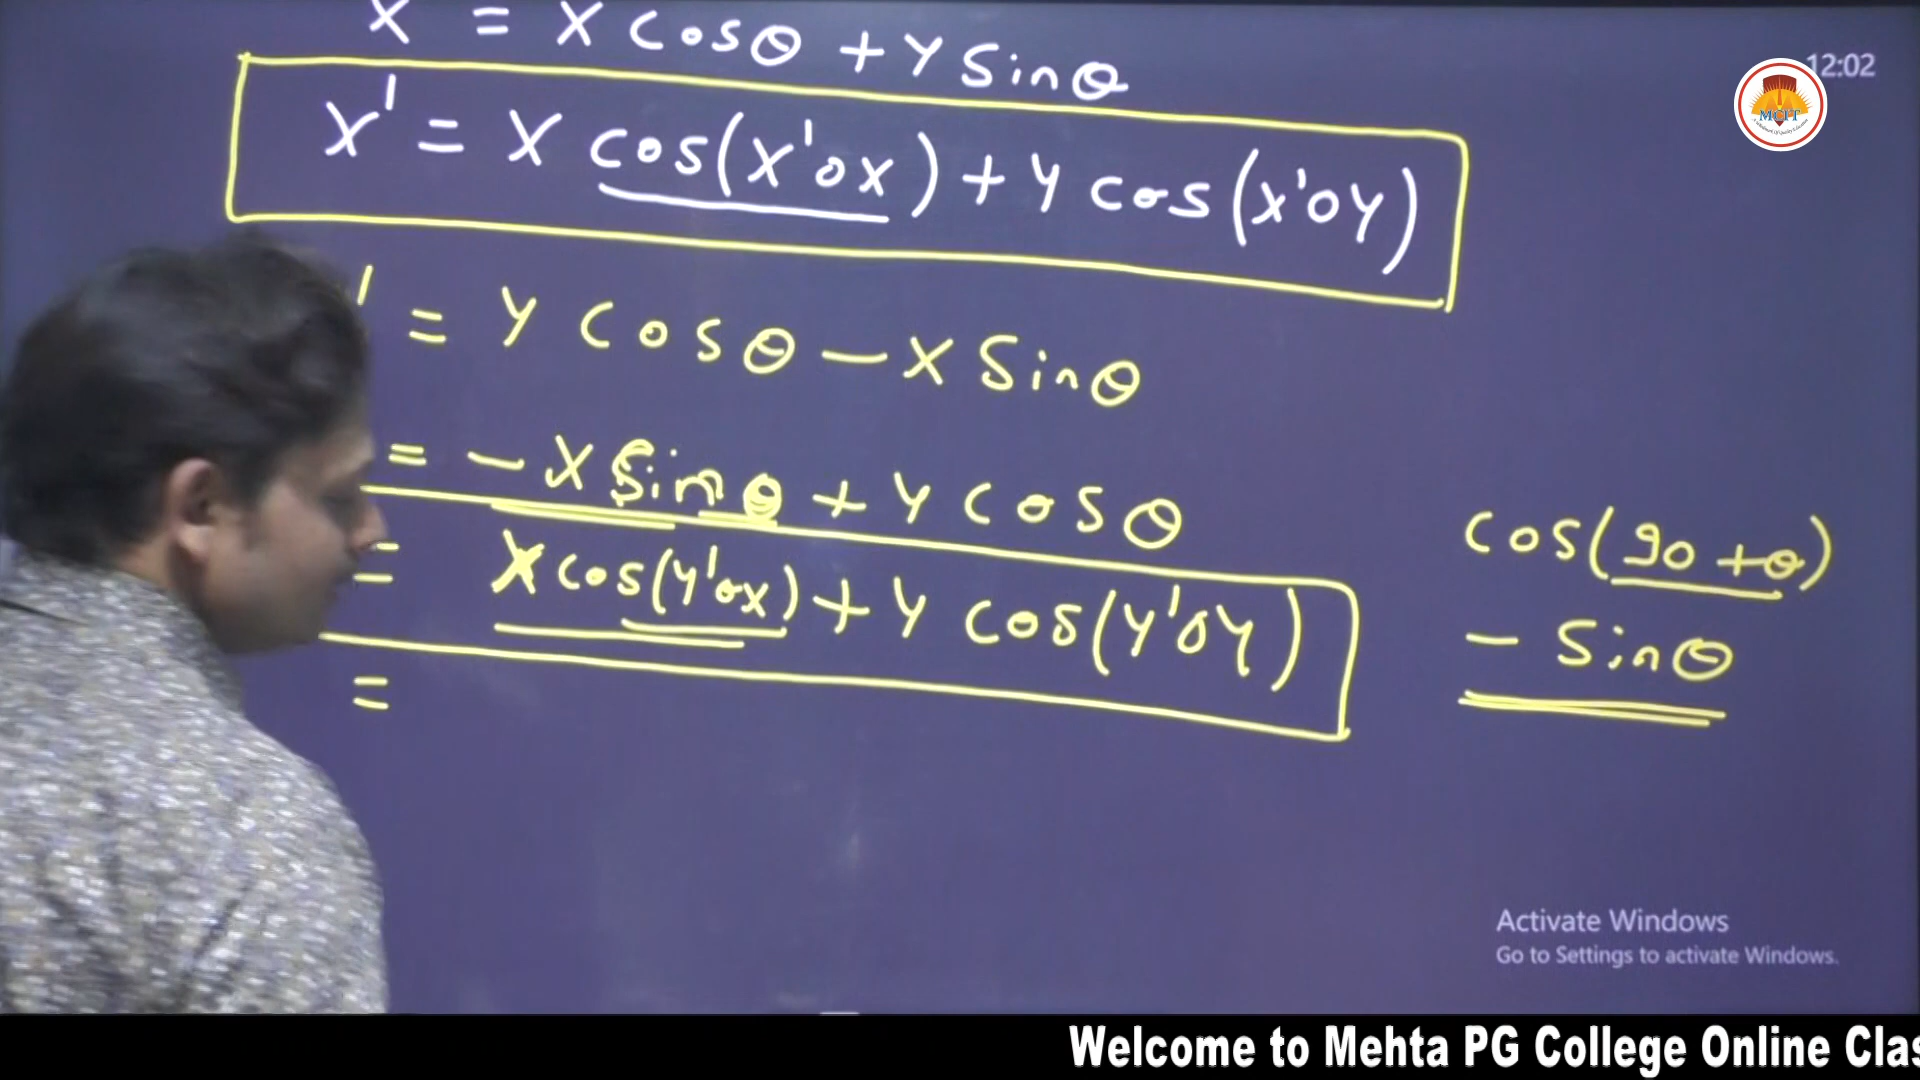 X = X Cosθ + Y Sinθ
12:02
MGIT
X' = X cos(X'OX) + Y cos(X'OY)
' = Y Cosθ - X Sinθ
= - X Sinθ + Y Cosθ
cos(90 + θ)
= X cos(Y'OX) + Y cos(Y'OY)
- Sinθ
=
Activate Windows
Go to Settings to activate Windows.
Welcome to Mehta PG College Online Clas